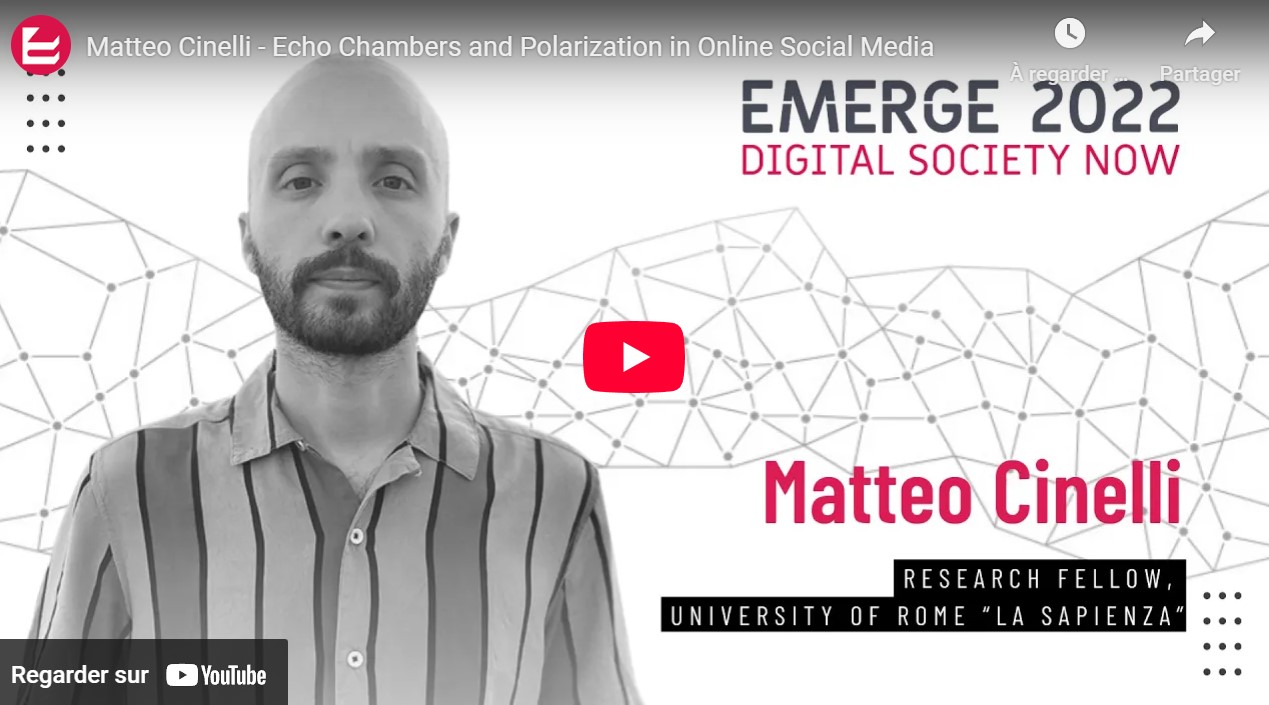 Matteo Cinelli - Echo Chambers and Polarization in Online Social Media
À regarder ...
Partager
EMERGE 2022
DIGITAL SOCIETY NOW
Matteo Cinelli
RESEARCH FELLOW,
UNIVERSITY OF ROME “LA SAPIENZA”
Regarder sur YouTube